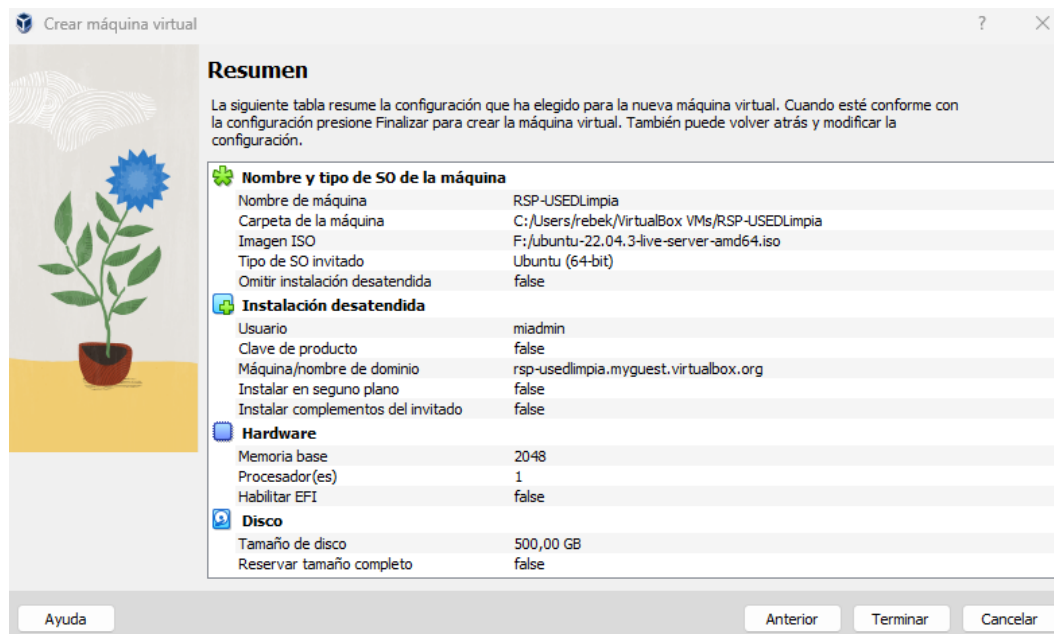 Crear máquina virtual
?
Resumen
La siguiente tabla resume la configuración que ha elegido para la nueva máquina virtual. Cuando esté conforme con
la configuración presione Finalizar para crear la máquina virtual. También puede volver atrás y modificar la
configuración.
Nombre y tipo de SO de la máquina
Nombre de máquina RSP-USEDLimpia
Carpeta de la máquina C:/Users/rebek/VirtualBox VMs/RSP-USEDLimpia
Imagen ISO F:/ubuntu-22.04.3-live-server-amd64.iso
Tipo de SO invitado Ubuntu (64-bit)
Omitir instalación desatendida false
Instalación desatendida
Usuario miadmin
Clave de producto false
Máquina/nombre de dominio rsp-usedlimpia.myguest.virtualbox.org
Instalar en seguno plano false
Instalar complementos del invitado false
Hardware
Memoria base 2048
Procesador(es) 1
Habilitar EFI false
Disco
Tamaño de disco 500,00 GB
Reservar tamaño completo false
Ayuda Anterior Terminar Cancelar